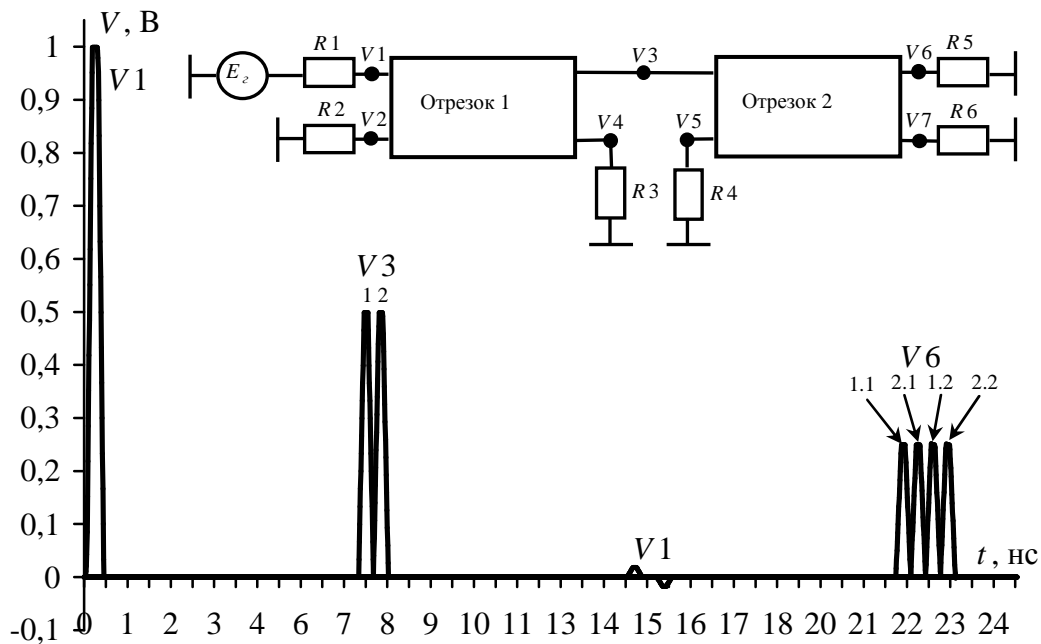 V, В
1
V1
0,9
0,8
0,7
0,6
0,5
0,4
0,3
0,2
0,1
0
-0,1
Eг
R1
V1
R2
V2
Отрезок 1
V3
V4
R3
V5
R4
Отрезок 2
V6
R5
V7
R6
V3
1 2
V1
V6
1.1
2.1
1.2
2.2
t, нс
0 1 2 3 4 5 6 7 8 9 10 11 12 13 14 15 16 17 18 19 20 21 22 23 24